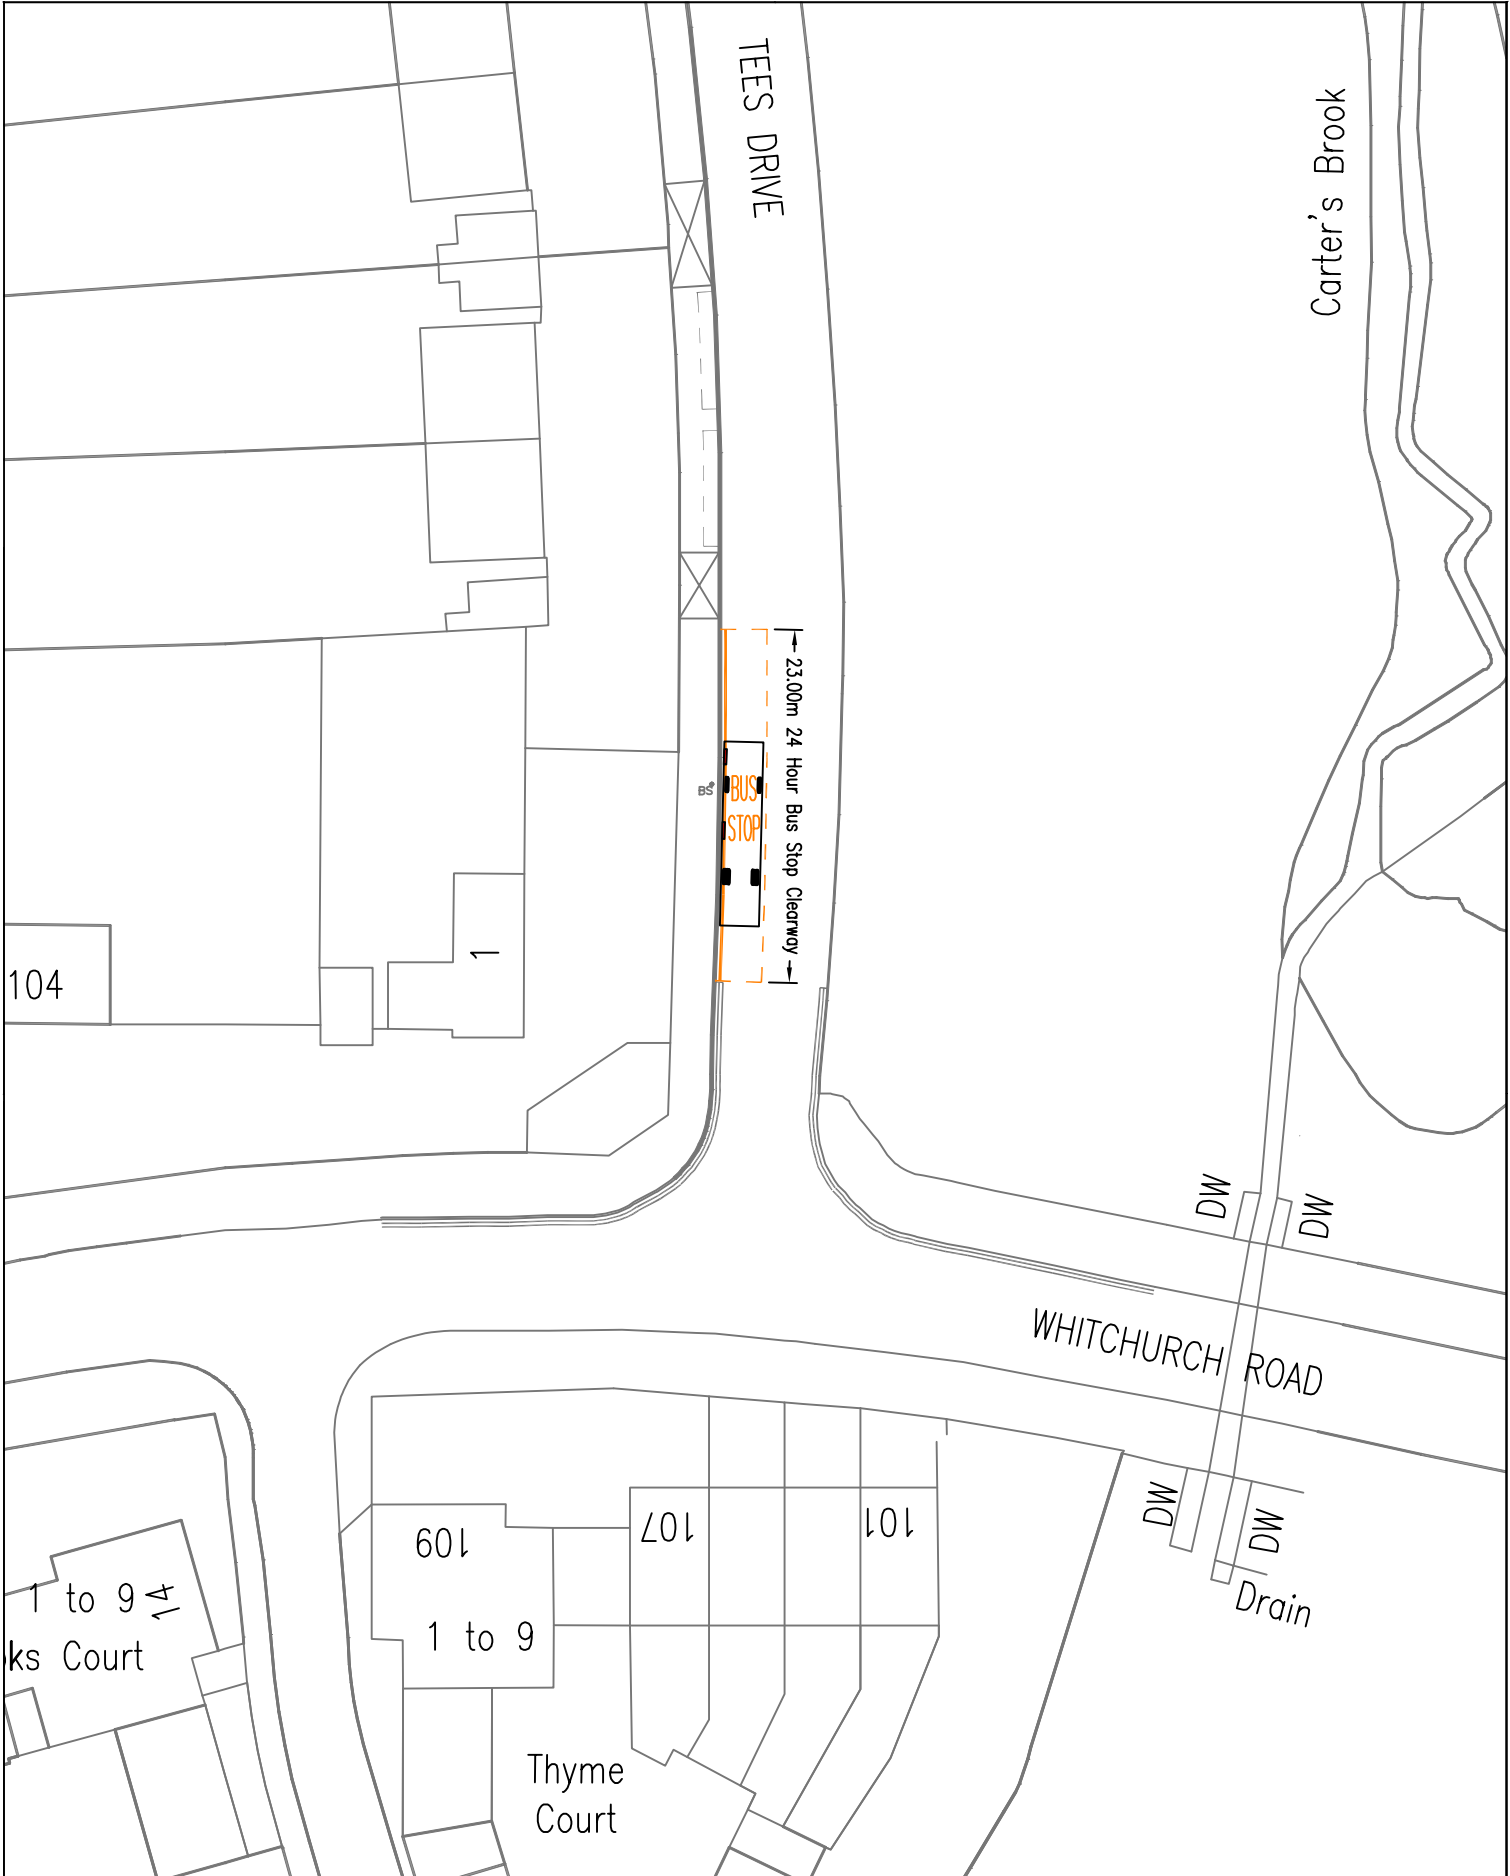 TEES DRIVE
Carter's Brook
23.00m 24 Hour Bus Stop Clearway
BS
BUS
STOP
1
104
DW
DW
WHITCHURCH ROAD
DW
DW
Drain
109
107
101
1 to 9
14
ks Court
1 to 9
Thyme
Court